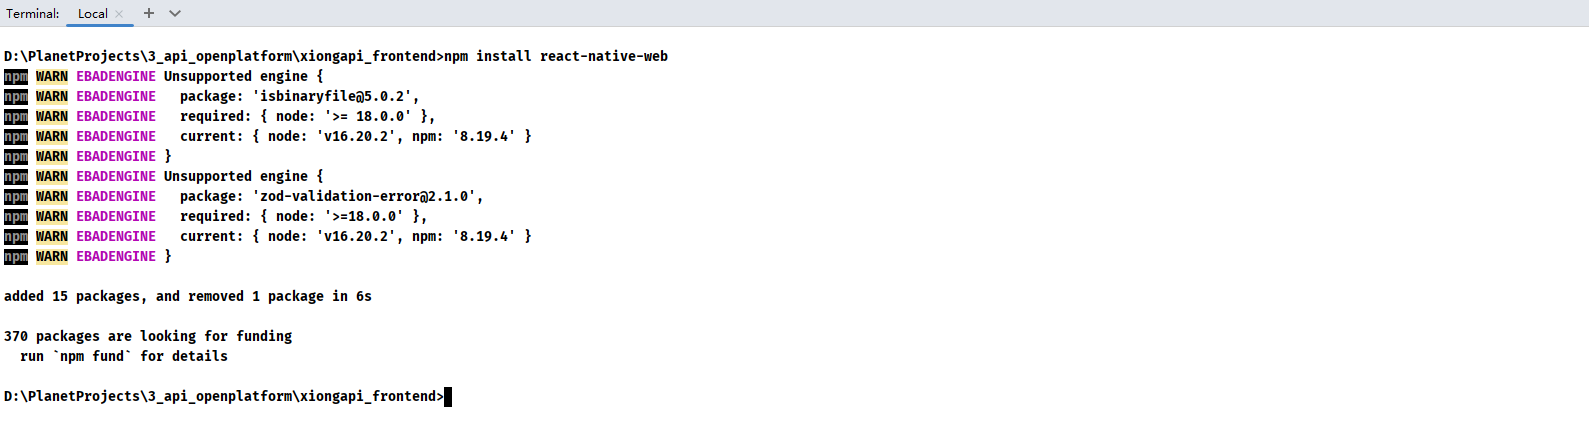 Terminal: Local × + 
D:\PlanetProjects\3_api_openplatform\xiongapi_frontend>npm install react-native-web
npm WARN EBADENGINE Unsupported engine {
npm WARN EBADENGINE   package: 'isbinaryfile@5.0.2',
npm WARN EBADENGINE   required: { node: '>= 18.0.0' },
npm WARN EBADENGINE   current: { node: 'v16.20.2', npm: '8.19.4' }
npm WARN EBADENGINE }
npm WARN EBADENGINE Unsupported engine {
npm WARN EBADENGINE   package: 'zod-validation-error@2.1.0',
npm WARN EBADENGINE   required: { node: '>=18.0.0' },
npm WARN EBADENGINE   current: { node: 'v16.20.2', npm: '8.19.4' }
npm WARN EBADENGINE }
added 15 packages, and removed 1 package in 6s
370 packages are looking for funding
  run `npm fund` for details
D:\PlanetProjects\3_api_openplatform\xiongapi_frontend>